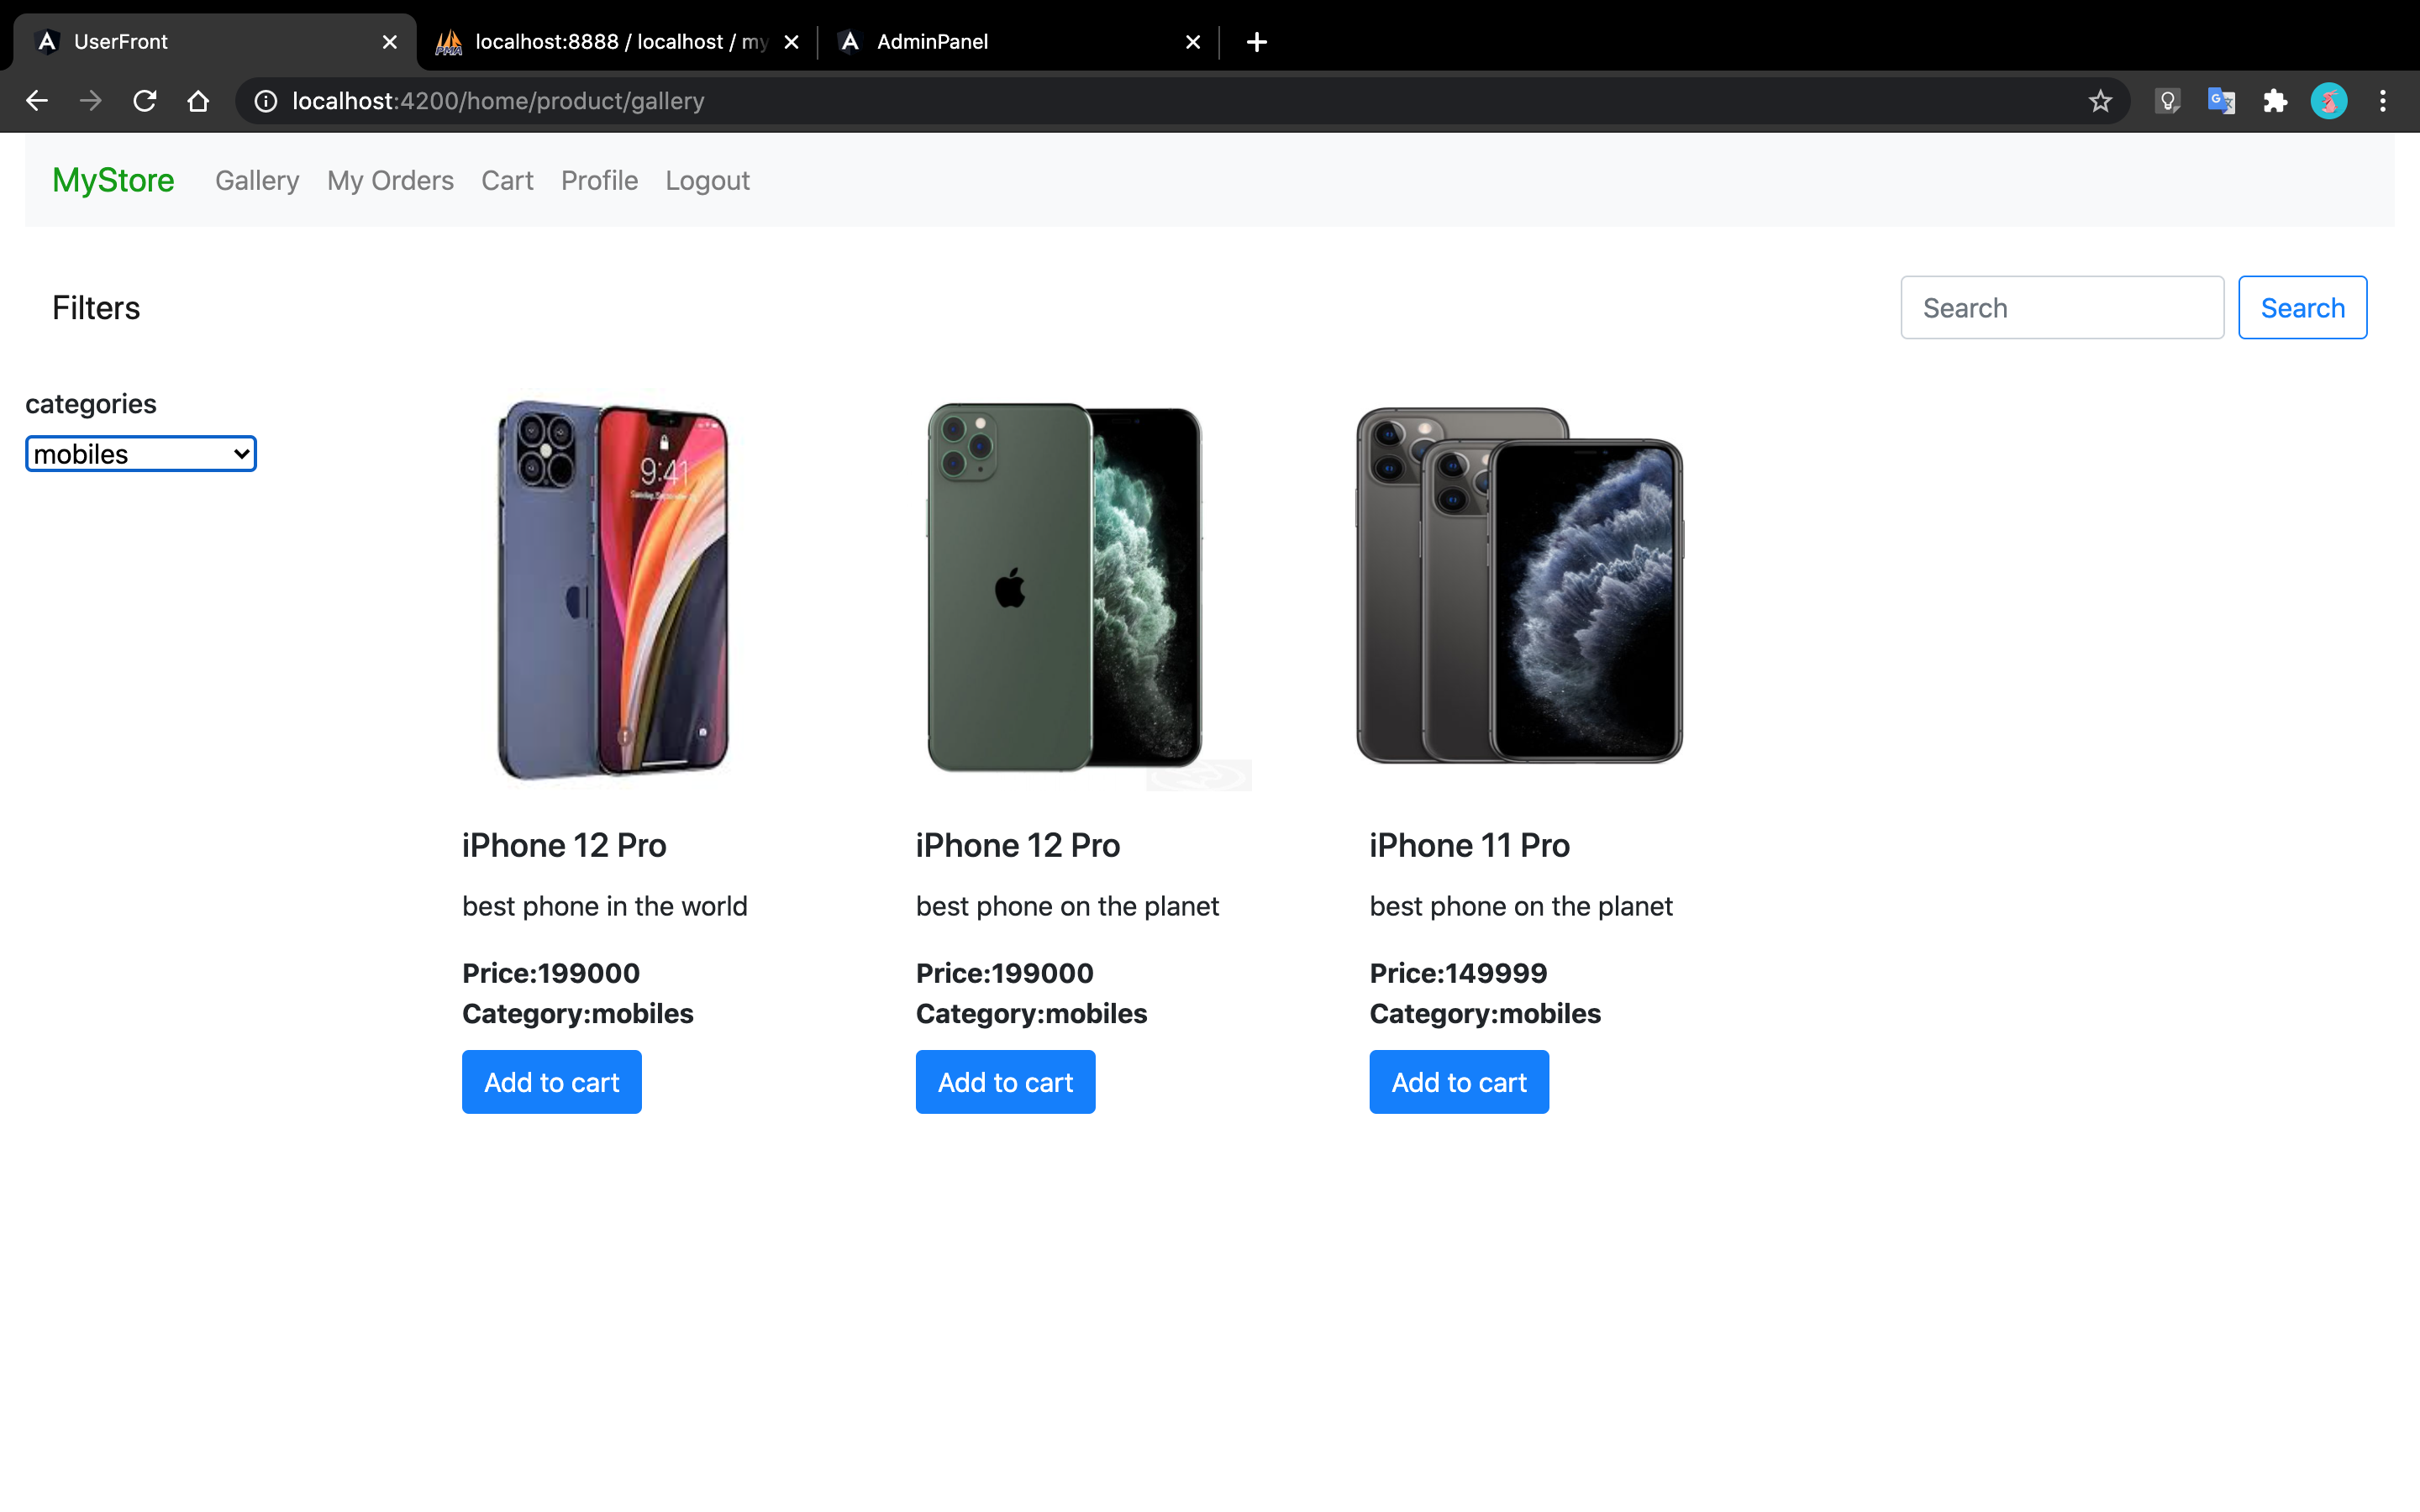 UserFront
localhost:8888 / localhost / my
AdminPanel
localhost:4200/home/product/gallery
MyStore
Gallery
My Orders
Cart
Profile
Logout
Filters
Search
Search
categories
mobiles
9:41
iPhone 12 Pro
best phone in the world
Price:199000
Category:mobiles
Add to cart
iPhone 12 Pro
best phone on the planet
Price:199000
Category:mobiles
Add to cart
iPhone 11 Pro
best phone on the planet
Price:149999
Category:mobiles
Add to cart